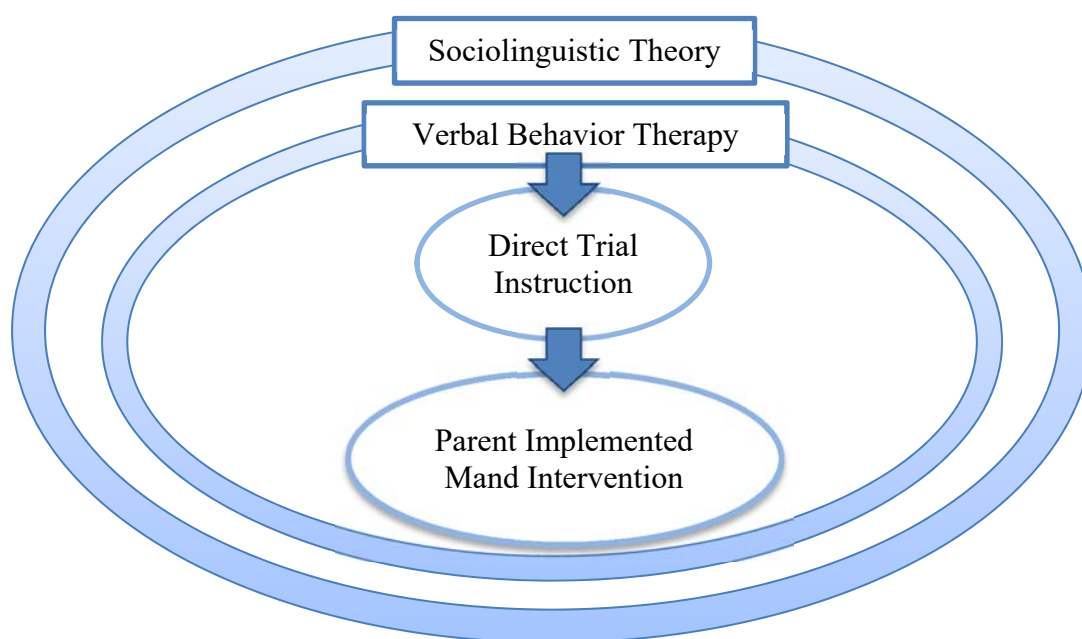 Sociolinguistic Theory
Verbal Behavior Therapy
Direct Trial
Instruction
Parent Implemented
Mand Intervention